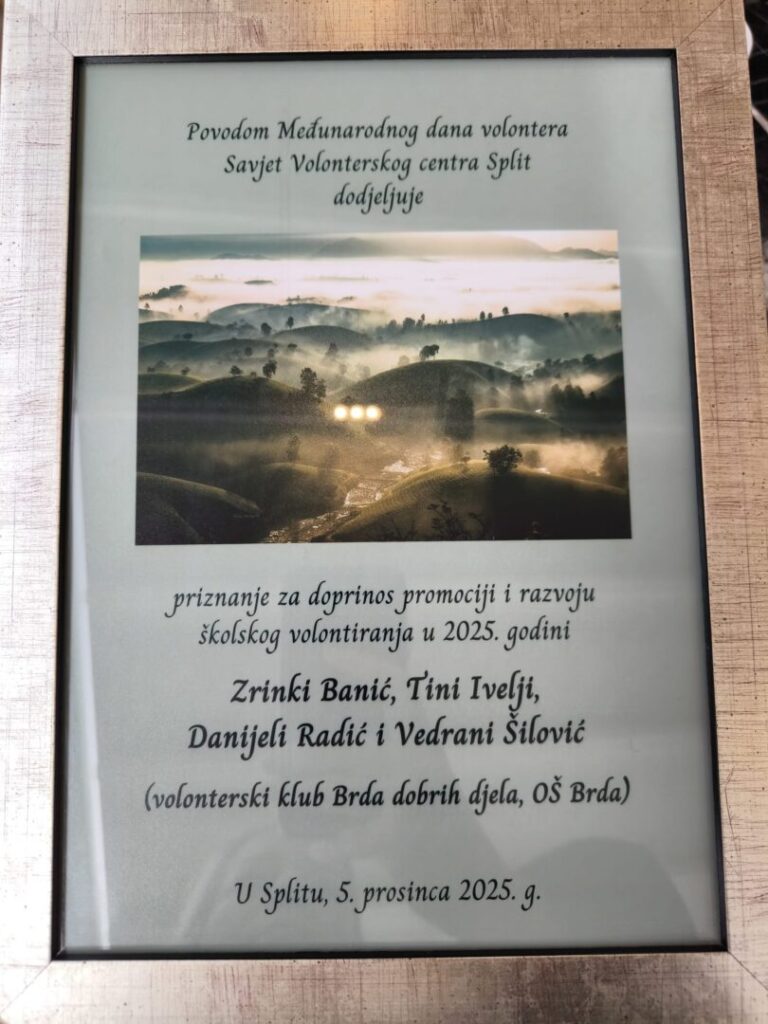 Povodom Međunarodnog dana volontera
Savjet Volonterskog centra Split
dodjeljuje
priznanje za doprinos promociji i razvoju
školskog volontiranja u 2025. godini
Zrinki Banić, Tini Ivelji,
Danijeli Radić i Vedrani Šilović
(volonterski klub Brda dobrih djela, OŠ Brda)
U Splitu, 5. prosinca 2025. g.